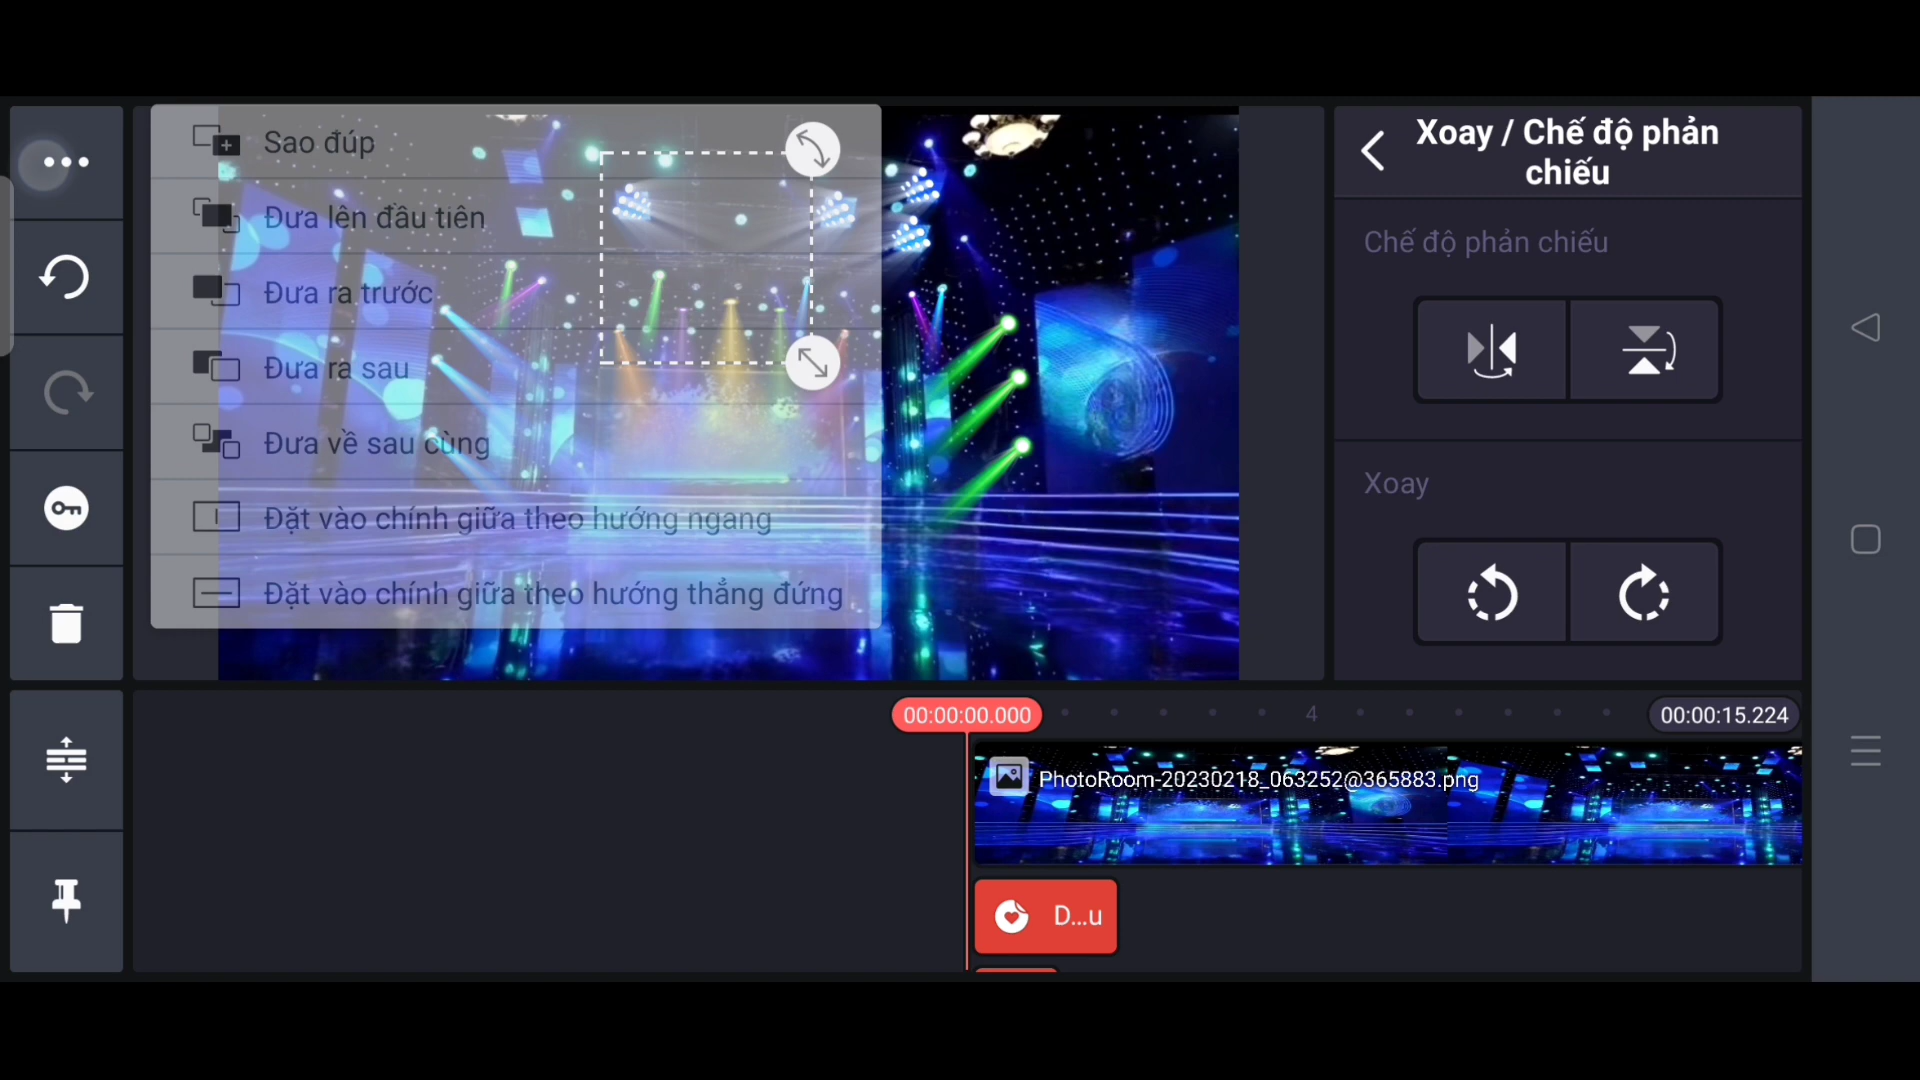 Sao đúp
Đưa lên đầu tiên
Đưa ra trước
Đưa ra sau
Đưa về sau cùng
Đặt vào chính giữa theo hướng ngang
Đặt vào chính giữa theo hướng thẳng đứng
Xoay / Chế độ phản
chiếu
Chế độ phản chiếu
Xoay
00:00:00.000
4
00:00:15.224
PhotoRoom-20230218_063252@365883.png
D...u